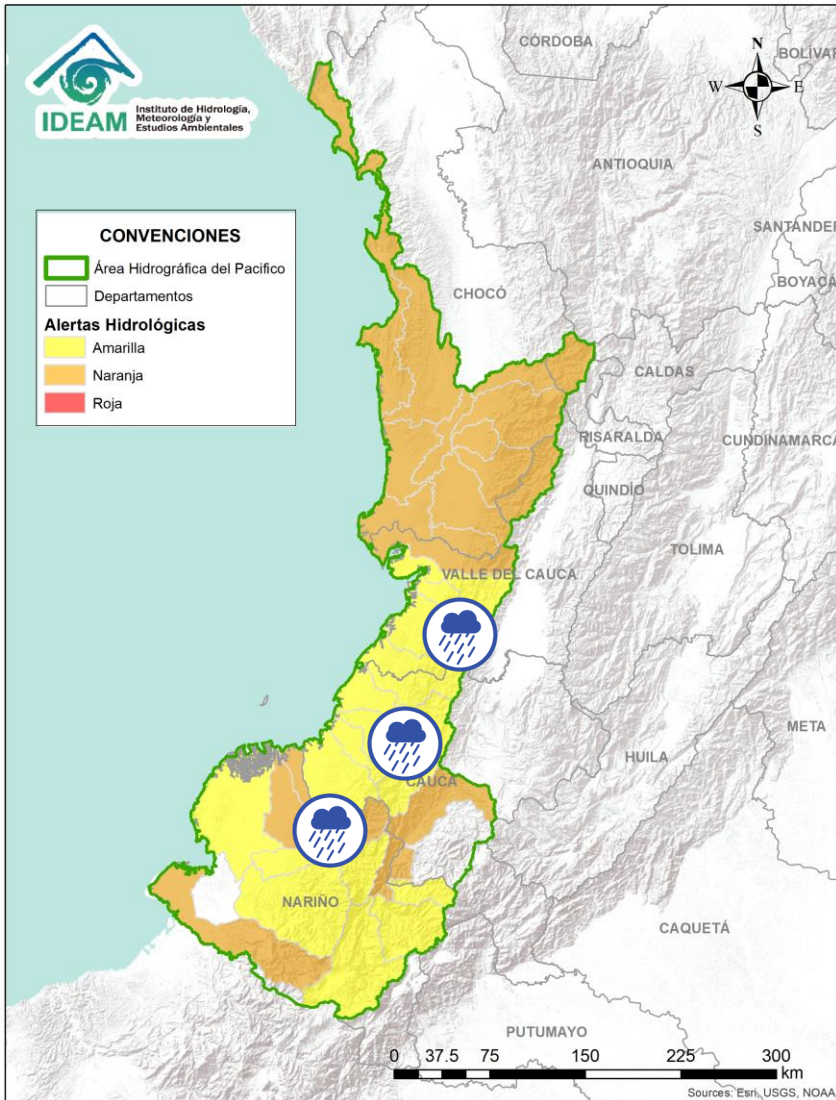 IDEAM
Instituto de Hidrología,
Meteorología y
Estudios Ambientales
CÓRDOBA
BOLÍVAR
N
W
E
S
ANTIOQUIA
SANTANDER
BOYACÁ
CHOCÓ
CONVENCIONES
Área Hidrográfica del Pacifico
Departamentos
Alertas Hidrológicas
Amarilla
Naranja
Roja
CALDAS
RISARALDA
CUNDINAMARCA
QUINDÍO
TOLIMA
VALLE DEL CAUCA
META
HUILA
CAUCA
NARIÑO
CAQUETÁ
PUTUMAYO
0 37.5 75 150 225 300
km
Sources: Esri, USGS, NOAA